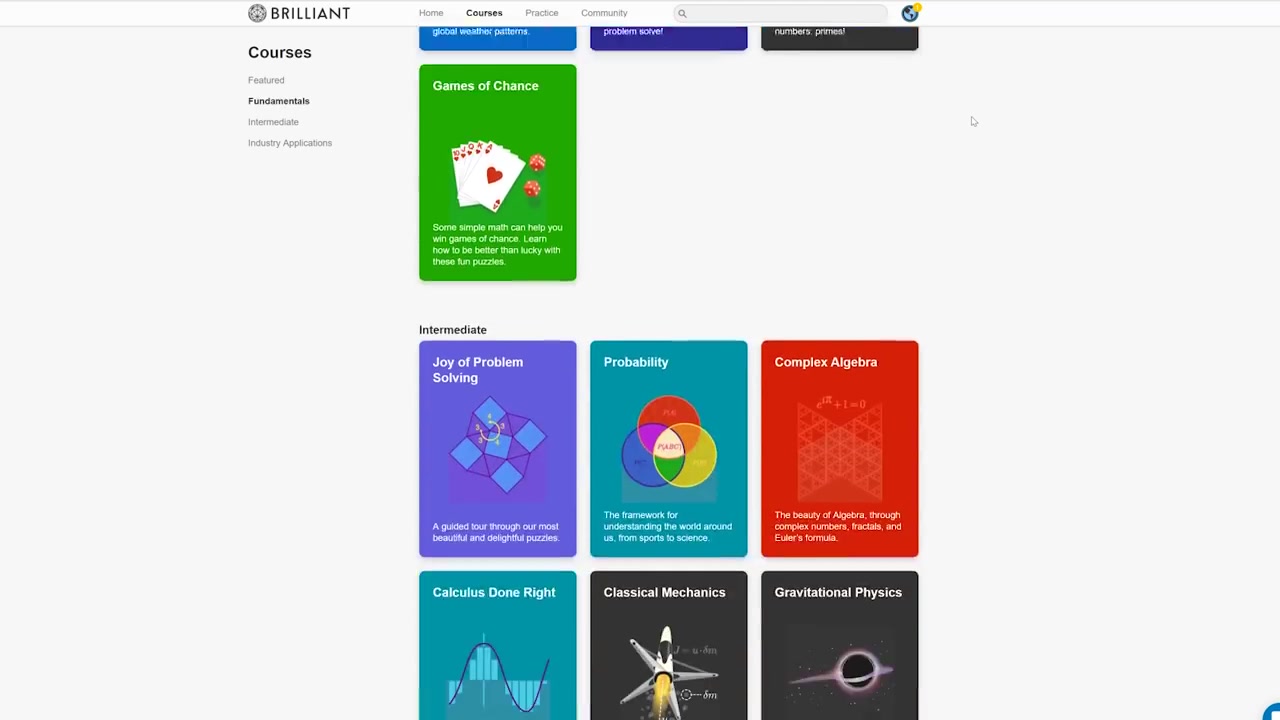 BRILLIANT
Home
Courses
Practice
Community
Courses
Featured
Fundamentals
Intermediate
Industry Applications
global weather patterns.
problem solve!
numbers: primes!
Games of Chance
Some simple math can help you
win games of chance. Learn
how to be better than lucky with
these fun puzzles.
Intermediate
Joy of Problem
Solving
A guided tour through our most
beautiful and delightful puzzles.
Probability
P(ABC)
The framework for
understanding the world around
us, from sports to science.
Complex Algebra
e^{iπ}+1=0
The beauty of Algebra, through
complex numbers, fractals, and
Euler's formula.
Calculus Done Right
Classical Mechanics
J = u·δm
δm
Gravitational Physics